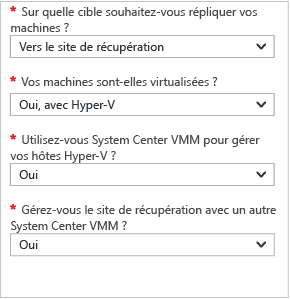 * Sur quelle cible souhaitez-vous répliquer vos
machines ?
Vers le site de récupération
* Vos machines sont-elles virtualisées ?
Oui, avec Hyper-V
* Utilisez-vous System Center VMM pour gérer
vos hôtes Hyper-V ?
Oui
* Gérez-vous le site de récupération avec un autre
System Center VMM ?
Oui